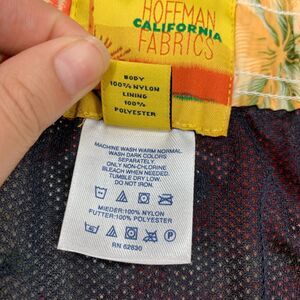 HOFFMAN
CALIFORNIA
FABRICS
BODY
100% NYLON
LINING
100%
POLYESTER
MACHINE WASH WARM NORMAL
WASH DARK COLORS
SEPARATELY
ONLY NON-CHLORINE
BLEACH WHEN NEEDED
TUMBLE DRY LOW.
DO NOT IRON.
MIEDER:100% NYLON
FUTTER:100% POLYESTER
RN 62630